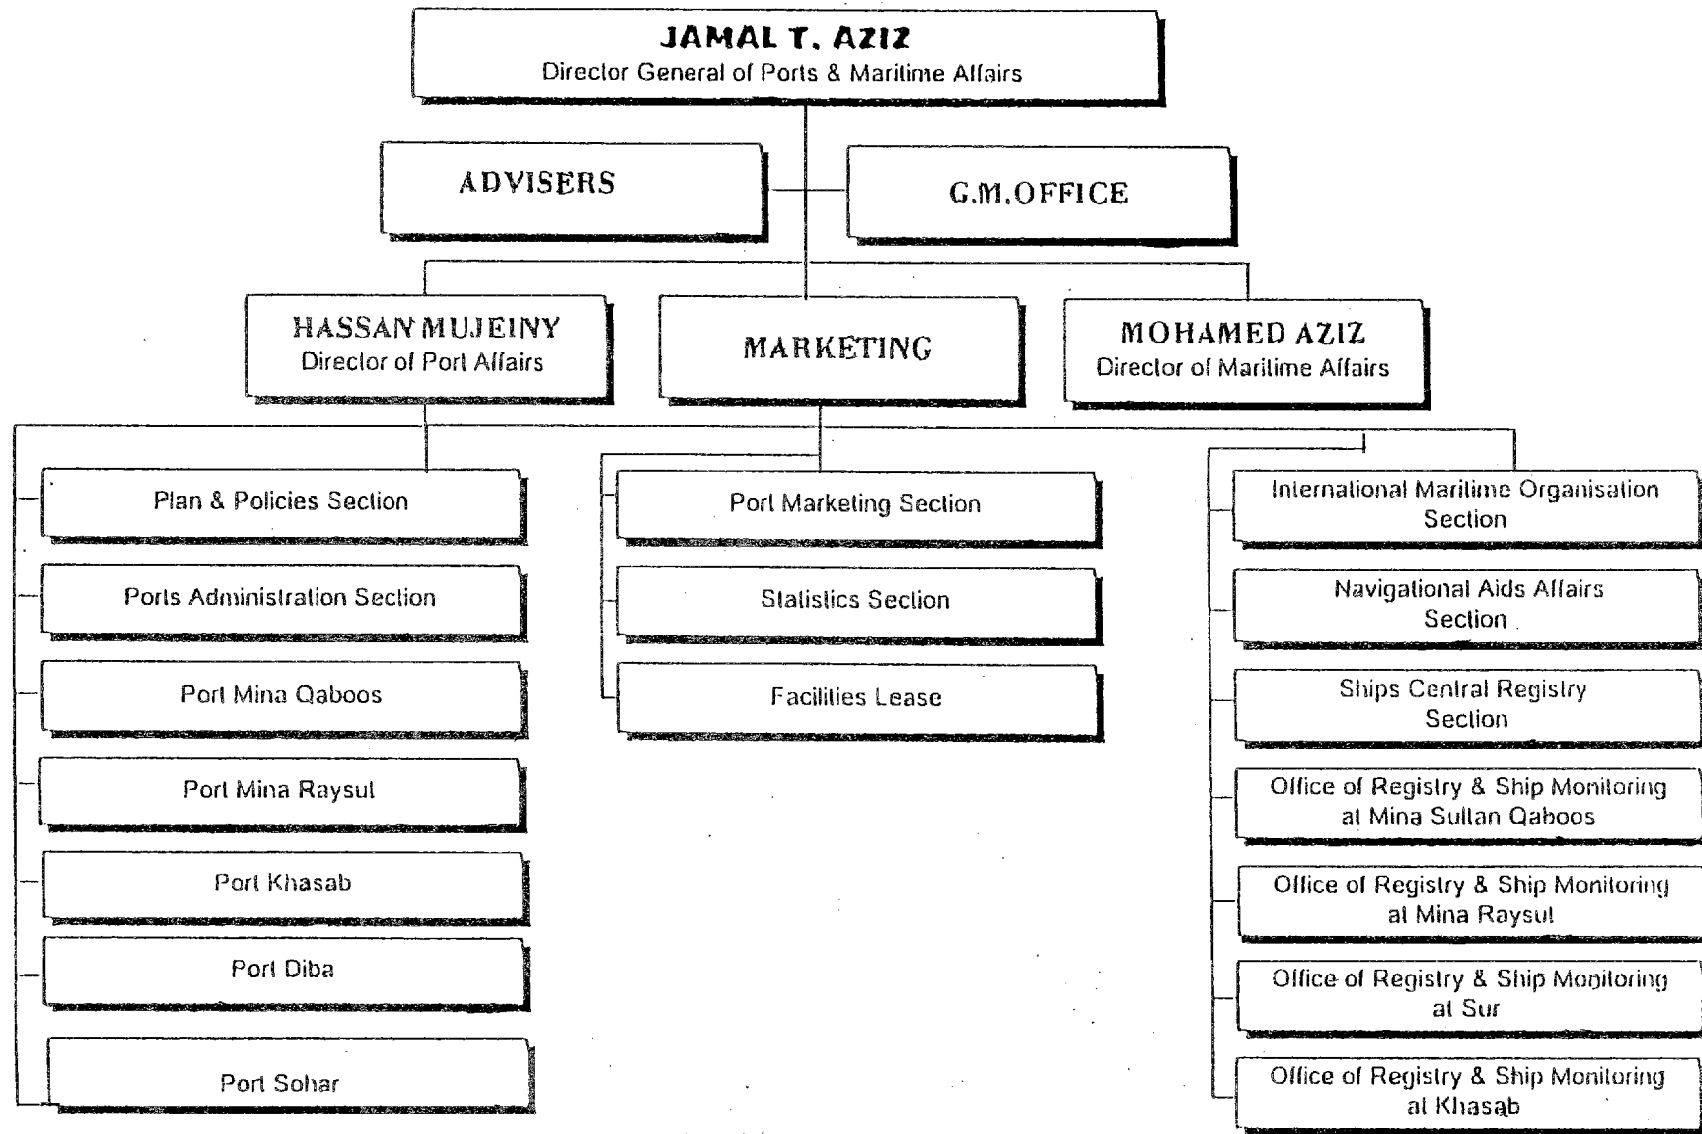 JAMAL T. AZIZ
Director General of Ports & Maritime Affairs
ADVISERS
G.M.OFFICE
HASSAN MUJEINY
Director of Port Affairs
MARKETING
MOHAMED AZIZ
Director of Maritime Affairs
Plan & Policies Section
Ports Administration Section
Port Mina Qaboos
Port Mina Raysut
Port Khasab
Port Diba
Port Sohar
Port Marketing Section
Statistics Section
Facilities Lease
International Maritime Organisation
Section
Navigational Aids Affairs
Section
Ships Central Registry
Section
Office of Registry & Ship Monitoring
at Mina Sultan Qaboos
Office of Registry & Ship Monitoring
at Mina Raysut
Office of Registry & Ship Monitoring
at Sur
Office of Registry & Ship Monitoring
at Khasab